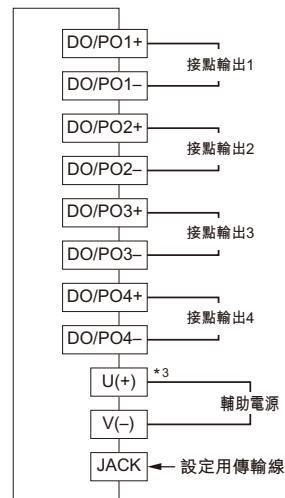 DO/PO1+
接點輸出1
DO/PO1–
DO/PO2+
接點輸出2
DO/PO2–
DO/PO3+
接點輸出3
DO/PO3–
DO/PO4+
接點輸出4
DO/PO4–
U(+) *3
輔助電源
V(–)
JACK 設定用傳輸線